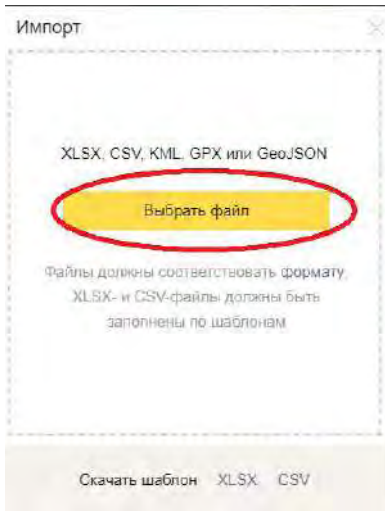 Импорт
XLSX, CSV, KML, GPX или GeoJSON
Выбрать файл
Файлы должны соответствовать формату,
XLSX- и CSV-файлы должны быть
заполнены по шаблонам
Скачать шаблон XLSX CSV